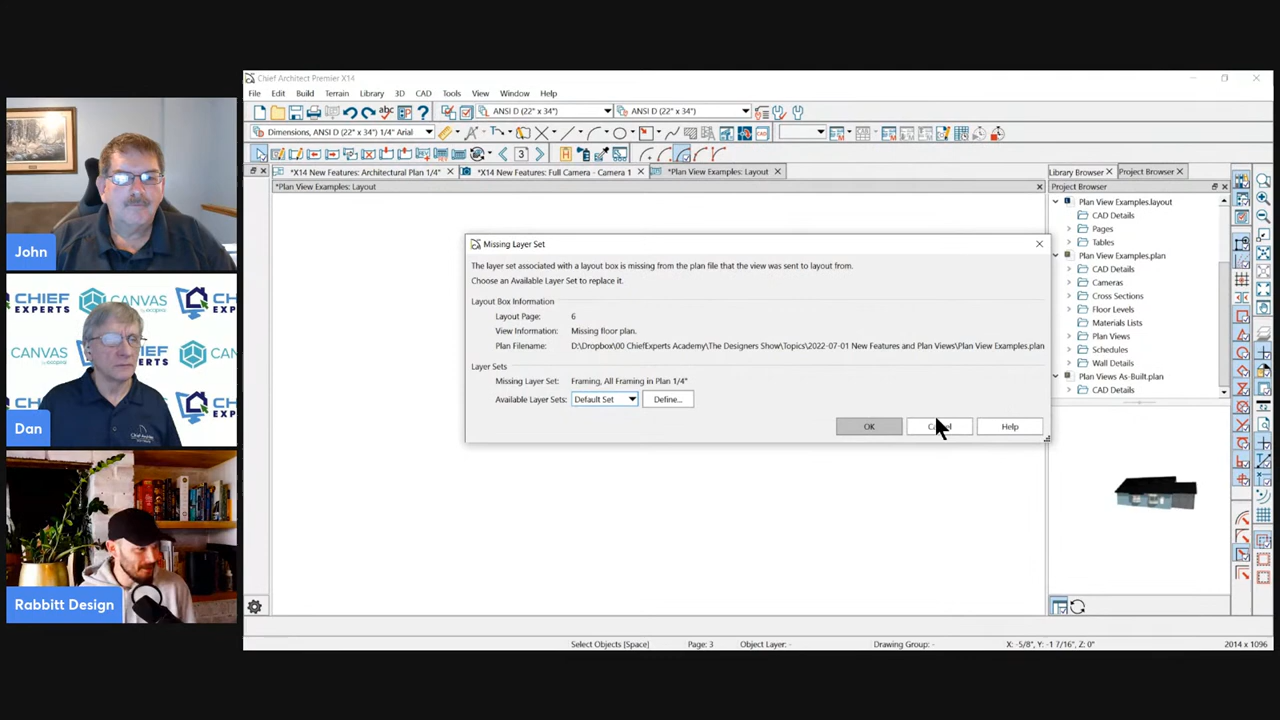 John
CHIEF
EXPERTS
CANVAS
CHIEF
EXPERTS
CANVAS
CHIEF
EXPERTS
Dan
Rabbitt Design
Chief Architect Premier X14
File Edit Build Terrain Library 3D CAD Tools View Window Help
ANSI D (22" x 34") ANSI D (22" x 34")
Dimensions, ANSI D (22" x 34") 1/4" Arial
3
*X14 New Features: Architectural Plan 1/4" *X14 New Features: Full Camera - Camera 1 *Plan View Examples: Layout
*Plan View Examples: Layout
Missing Layer Set
The layer set associated with a layout box is missing from the plan file that the view was sent to layout from.
Choose an Available Layer Set to replace it.
Layout Box Information
Layout Page: 6
View Information: Missing floor plan.
Plan Filename: D:\Dropbox\00 ChiefExperts Academy\The Designers Show\Topics\2022-07-01 New Features and Plan Views\Plan View Examples.plan
Layer Sets
Missing Layer Set: Framing, All Framing in Plan 1/4"
Available Layer Sets: Default Set Define...
OK Cancel Help
Library Browser Project Browser
Project Browser
Plan View Examples.layout
CAD Details
Pages
Tables
Plan View Examples.plan
CAD Details
Cameras
Cross Sections
Floor Levels
Materials Lists
Plan Views
Schedules
Wall Details
Plan Views As-Built.plan
CAD Details
Select Objects [Space] Page: 3 Object Layer: - Drawing Group: - X: -5/8", Y: -1 7/16", Z: 0" 2014 x 1096